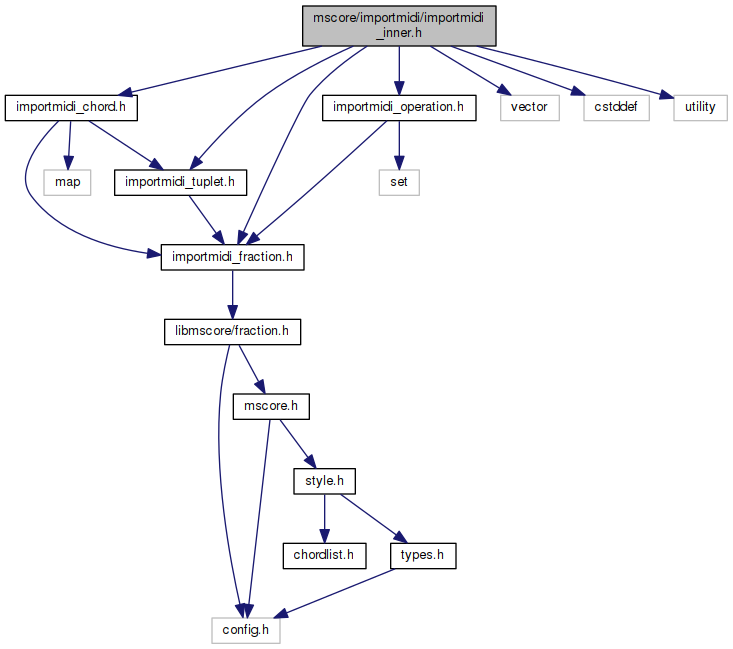 mscore/importmidi/importmidi
_inner.h
importmidi_chord.h
importmidi_operation.h
vector
cstddef
utility
map
importmidi_tuplet.h
set
importmidi_fraction.h
libmscore/fraction.h
mscore.h
style.h
chordlist.h
types.h
config.h